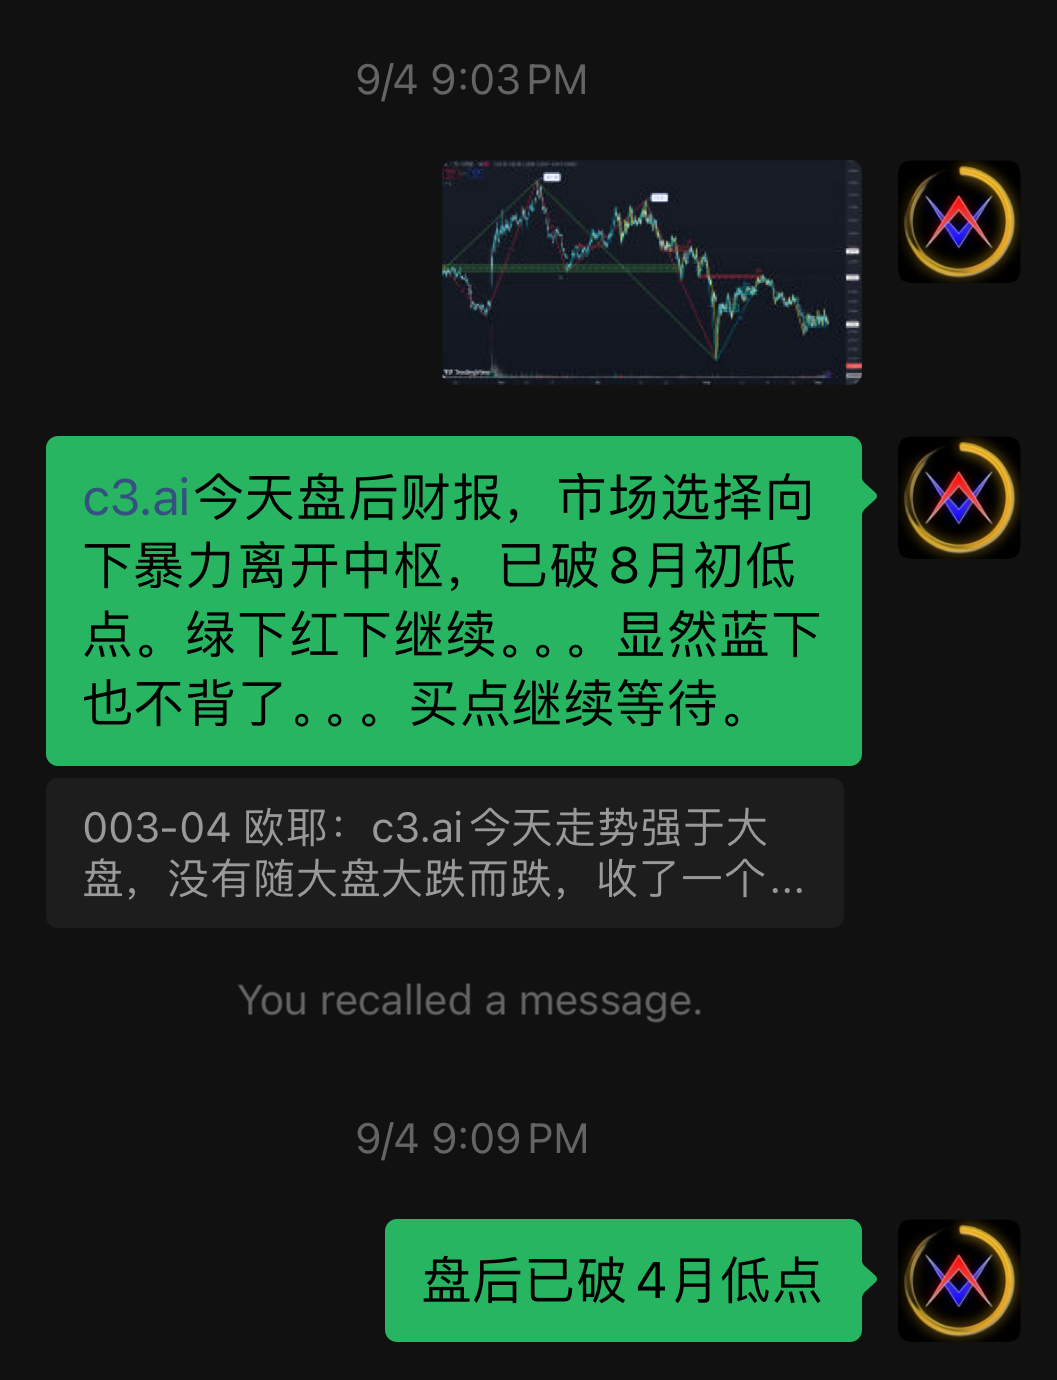 9/4 9:03 PM
TradingView
c3.ai今天盘后财报，市场选择向
下暴力离开中枢，已破8月初低
点。绿下红下继续。。。显然蓝下
也不背了。。。买点继续等待。
003-04 欧耶：c3.ai今天走势强于大
盘，没有随大盘大跌而跌，收了一个...
You recalled a message.
9/4 9:09 PM
盘后已破4月低点